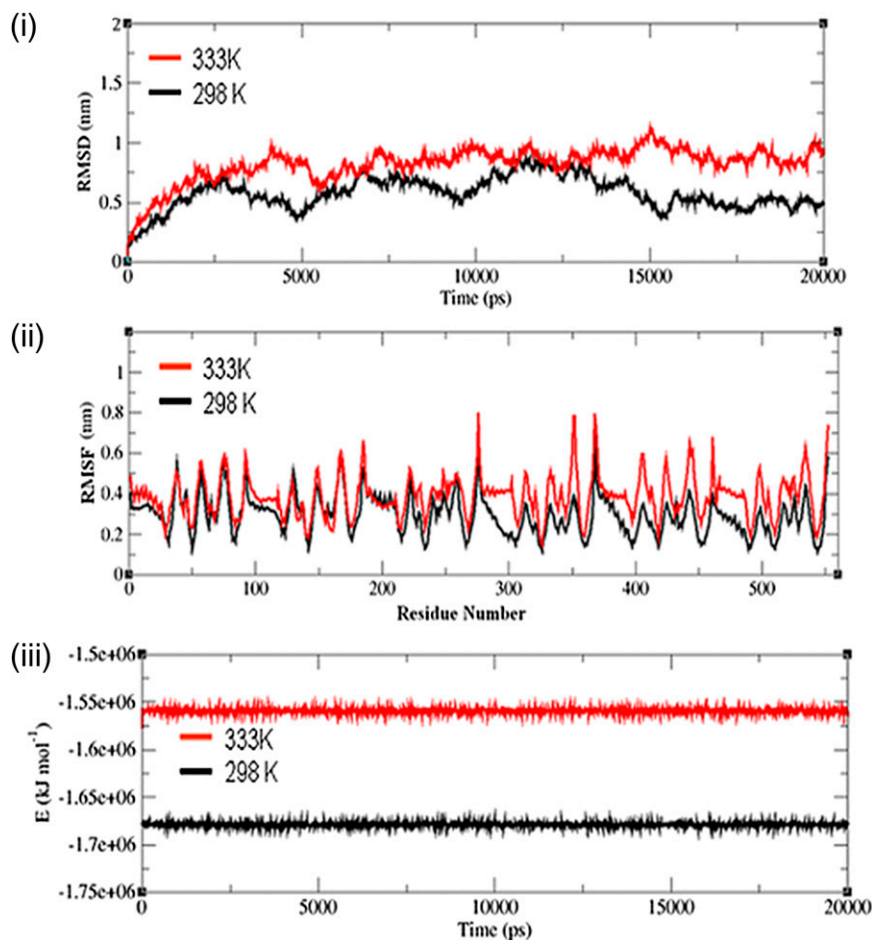 (i)
2
1.5
1
0.5
0
RMSD (nm)
333K
298 K
0
5000
10000
15000
20000
Time (ps)
(ii)
1
0.8
0.6
0.4
0.2
0
RMSF (nm)
333K
298 K
0
100
200
300
400
500
Residue Number
(iii)
-1.5e+06
-1.55e+06
-1.6e+06
-1.65e+06
-1.7e+06
-1.75e+06
E (kJ mol⁻¹)
333K
298 K
0
5000
10000
15000
20000
Time (ps)